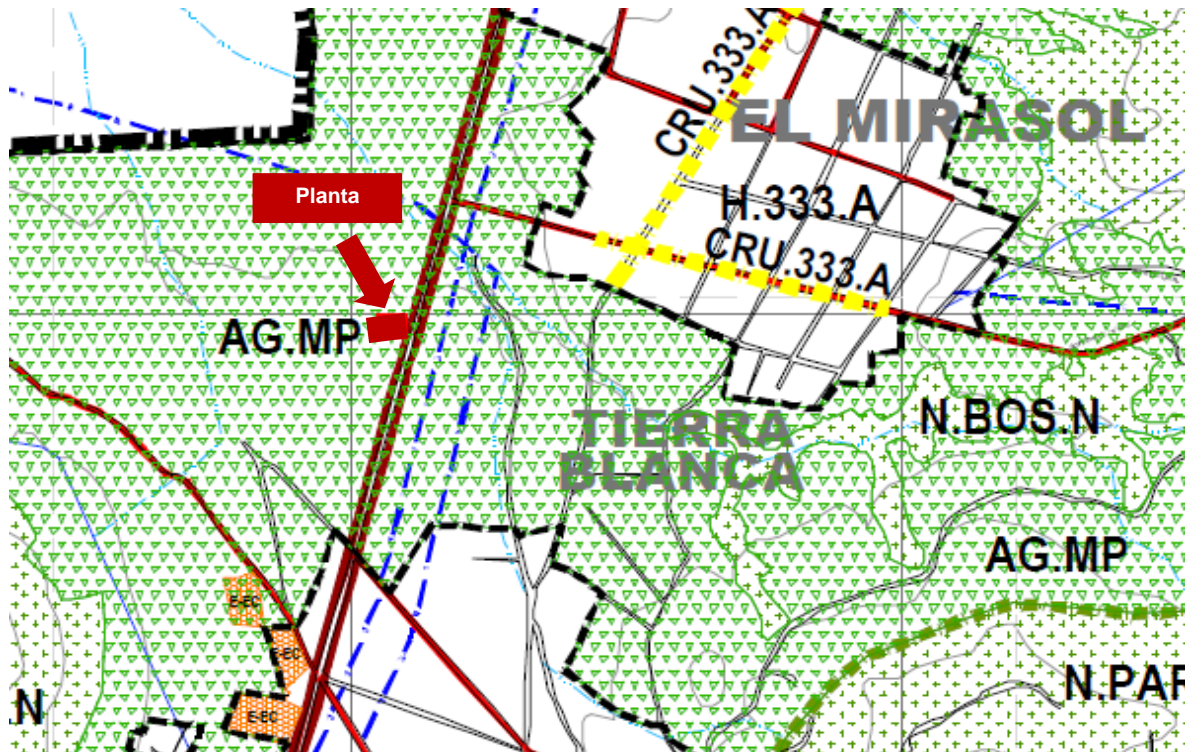 CRU.333.A
EL MIRASOL
Planta
H.333.A
CRU.333.A
AG.MP
N.BOS.N
TIERRA
BLANCA
AG.MP
E-EC
E-EC
E-EC
N.PAR
N